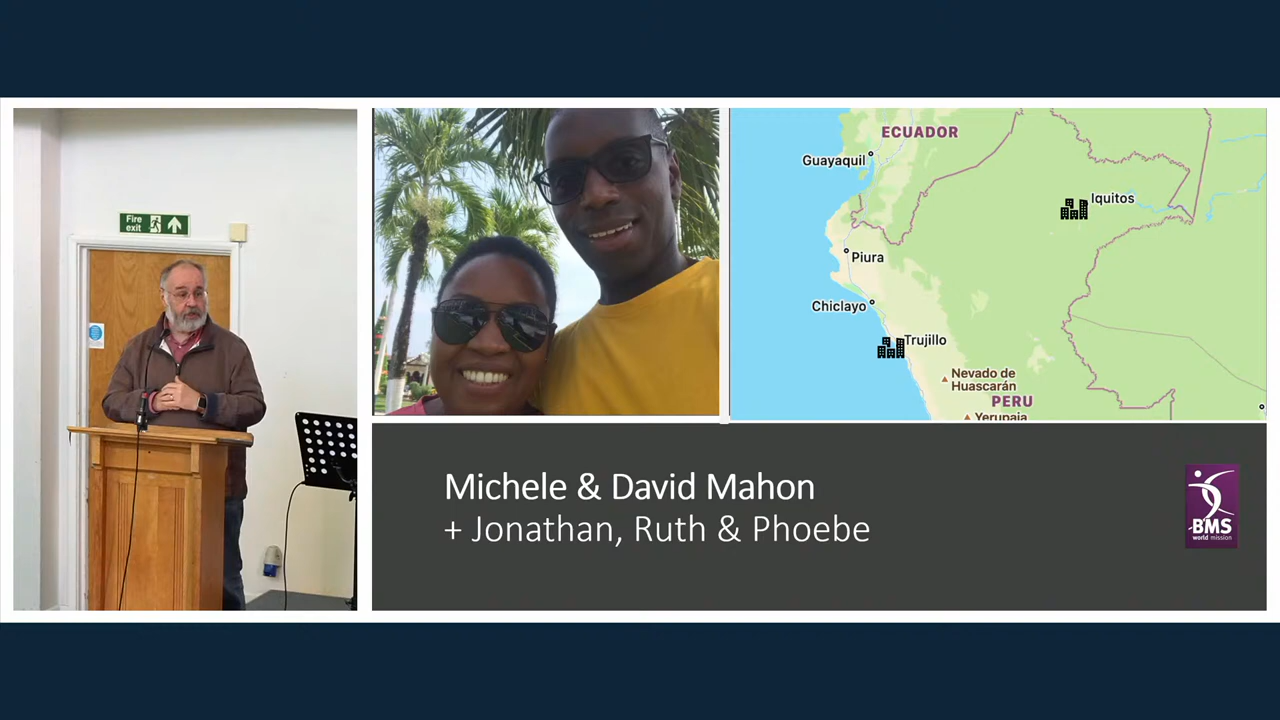 Fire
exit
ECUADOR
Guayaquil
Iquitos
Piura
Chiclayo
Trujillo
Nevado de
Huascarán
PERU
Yerupaja
Michele & David Mahon
+ Jonathan, Ruth & Phoebe
BMS
world mission